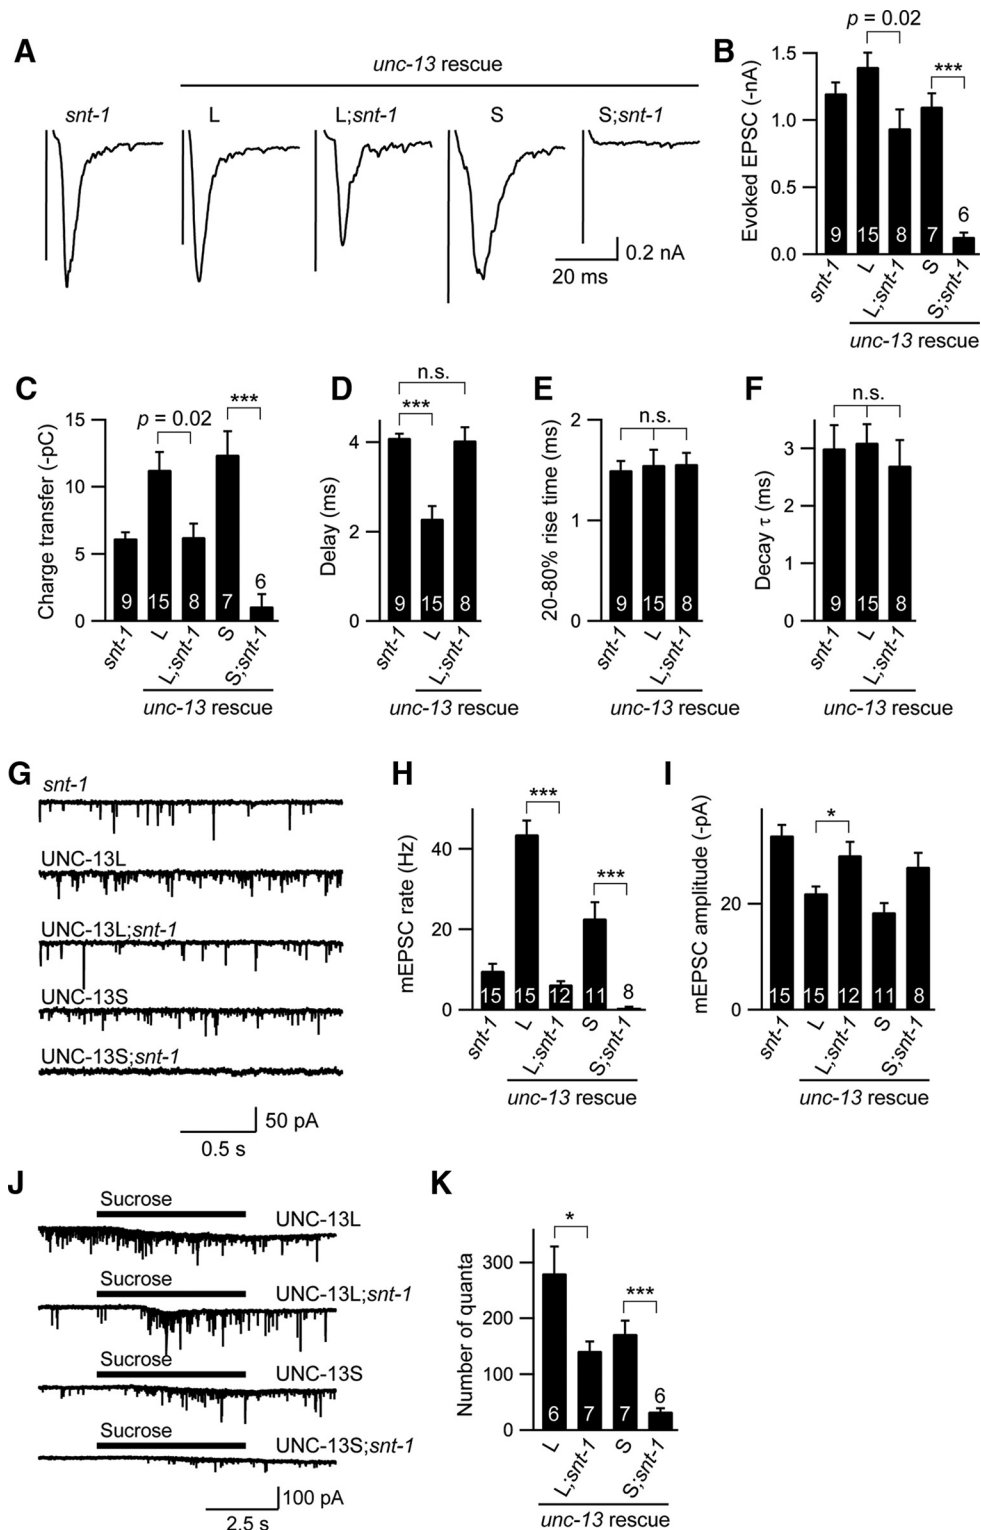 A
unc-13 rescue
snt-1 L L;snt-1 S S;snt-1
0.2 nA
20 ms
B
p = 0.02
***
Evoked EPSC (-nA)
1.5
1.0
0.5
0.0
9 15 8 7 6
snt-1 L L;snt-1 S S;snt-1
unc-13 rescue
C
p = 0.02
***
Charge transfer (-pC)
15
10
5
0
9 15 8 7 6
snt-1 L L;snt-1 S S;snt-1
unc-13 rescue
D
n.s.
***
Delay (ms)
4
2
0
9 15 8
snt-1 L L;snt-1
unc-13 rescue
E
n.s.
20-80% rise time (ms)
2
1
0
9 15 8
snt-1 L L;snt-1
unc-13 rescue
F
n.s.
Decay τ (ms)
3
2
1
0
9 15 8
snt-1 L L;snt-1
unc-13 rescue
G
snt-1
UNC-13L
UNC-13L;snt-1
UNC-13S
UNC-13S;snt-1
50 pA
0.5 s
H
***
***
mEPSC rate (Hz)
40
20
0
15 15 12 11 8
snt-1 L L;snt-1 S S;snt-1
unc-13 rescue
I
*
mEPSC amplitude (-pA)
20
0
15 15 12 11 8
snt-1 L L;snt-1 S S;snt-1
unc-13 rescue
J
Sucrose
UNC-13L
Sucrose
UNC-13L;snt-1
Sucrose
UNC-13S
Sucrose
UNC-13S;snt-1
100 pA
2.5 s
K
*
***
Number of quanta
300
200
100
0
6 7 7 6
L L;snt-1 S S;snt-1
unc-13 rescue